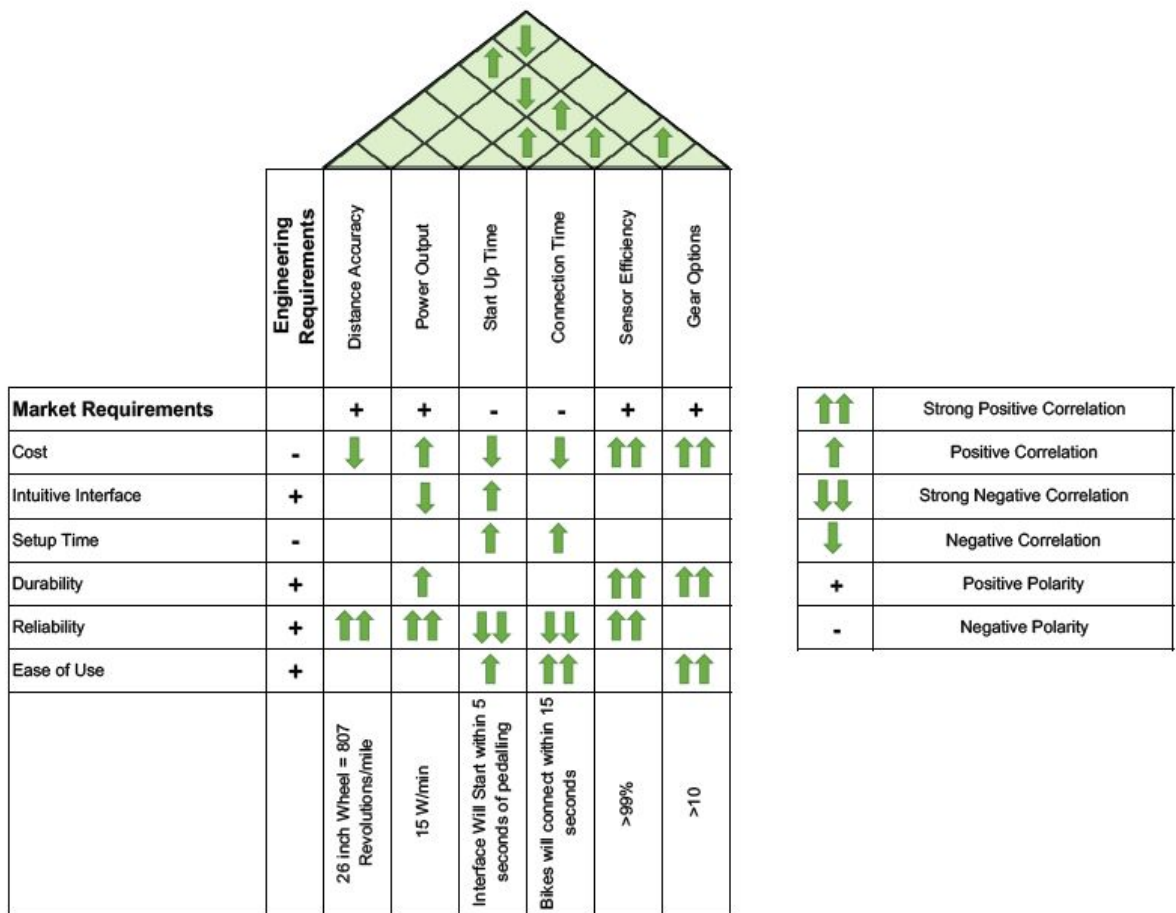 Engineering
Requirements
Distance Accuracy
Power Output
Start Up Time
Connection Time
Sensor Efficiency
Gear Options
Market Requirements + + - - + +
Cost -
Intuitive Interface +
Setup Time -
Durability +
Reliability +
Ease of Use +
26 inch Wheel = 807
Revolutions/mile
15 W/min
Interface Will Start within 5
seconds of pedalling
Bikes will connect within 15
seconds
>99%
>10
Strong Positive Correlation
Positive Correlation
Strong Negative Correlation
Negative Correlation
+ Positive Polarity
- Negative Polarity